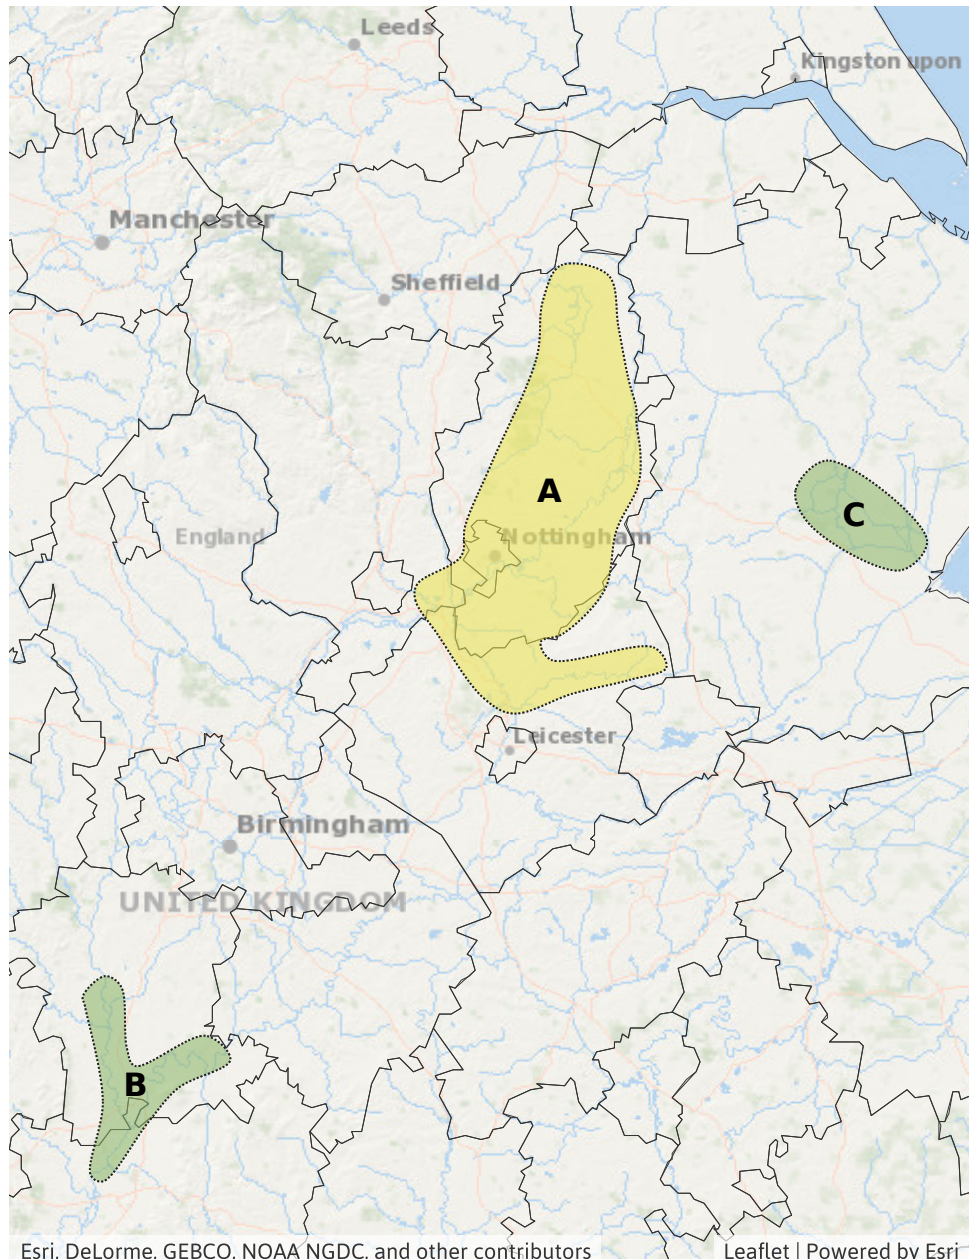 Leeds
Kingston upon
Manchester
Sheffield
A
C
England
Nottingham
Leicester
Birmingham
UNITED KINGDOM
B
Esri, DeLorme, GEBCO, NOAA NGDC, and other contributors
Leaflet | Powered by Esri